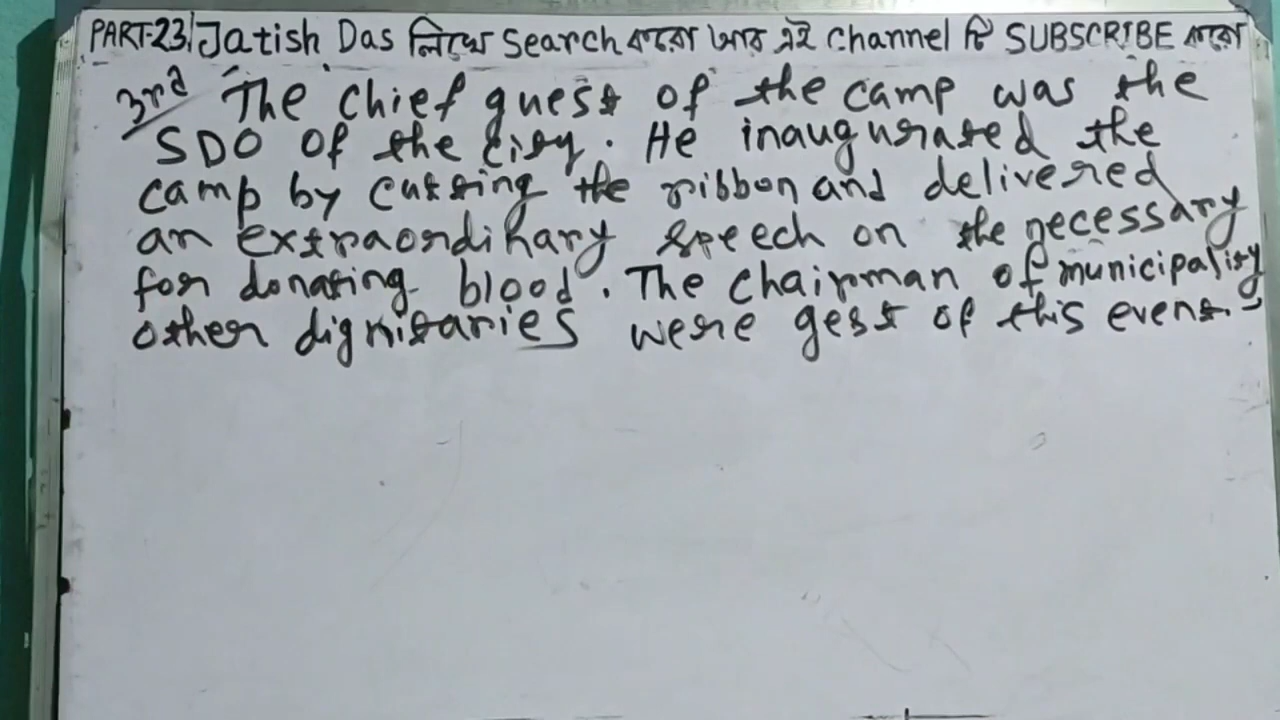 PART-23| Jatish Das লিখে Search করো আর এই channel টি SUBSCRIBE করো
3rd The chief guest of the camp was the
SDO of the city. He inaugurated the
camp by cutting the ribbon and delivered
an extraordinary speech on the necessary
for donating blood. The chairman of municipality
other dignitaries were gest of this event.